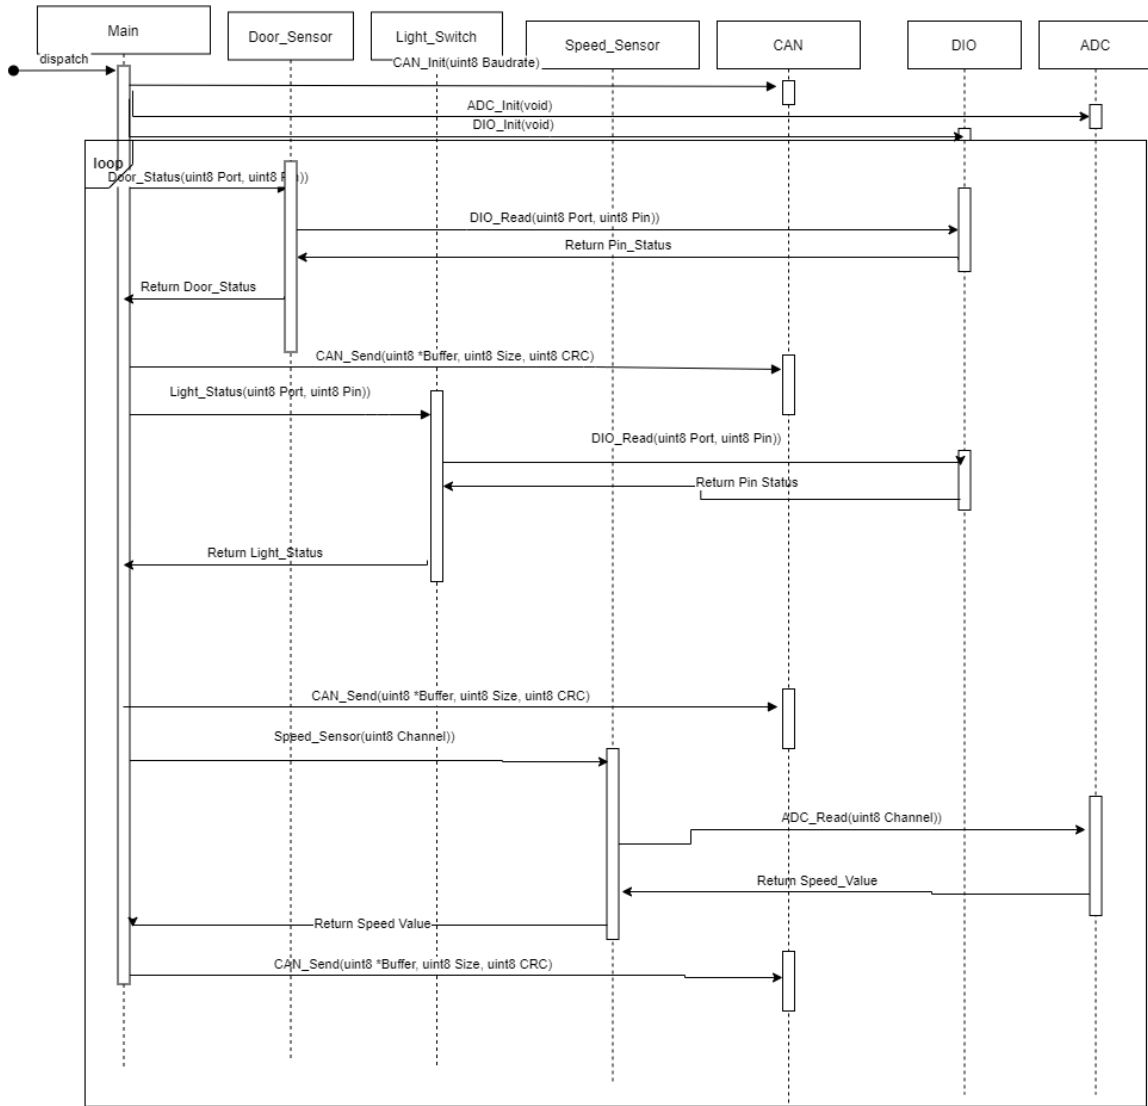 Main
Door_Sensor
Light_Switch
Speed_Sensor
CAN
DIO
ADC
dispatch
CAN_Init(uint8 Baudrate)
ADC_Init(void)
DIO_Init(void)
loop
Door_Status(uint8 Port, uint8 Pin))
DIO_Read(uint8 Port, uint8 Pin))
Return Pin_Status
Return Door_Status
CAN_Send(uint8 *Buffer, uint8 Size, uint8 CRC)
Light_Status(uint8 Port, uint8 Pin))
DIO_Read(uint8 Port, uint8 Pin))
Return Pin Status
Return Light_Status
CAN_Send(uint8 *Buffer, uint8 Size, uint8 CRC)
Speed_Sensor(uint8 Channel))
ADC_Read(uint8 Channel))
Return Speed_Value
Return Speed Value
CAN_Send(uint8 *Buffer, uint8 Size, uint8 CRC)